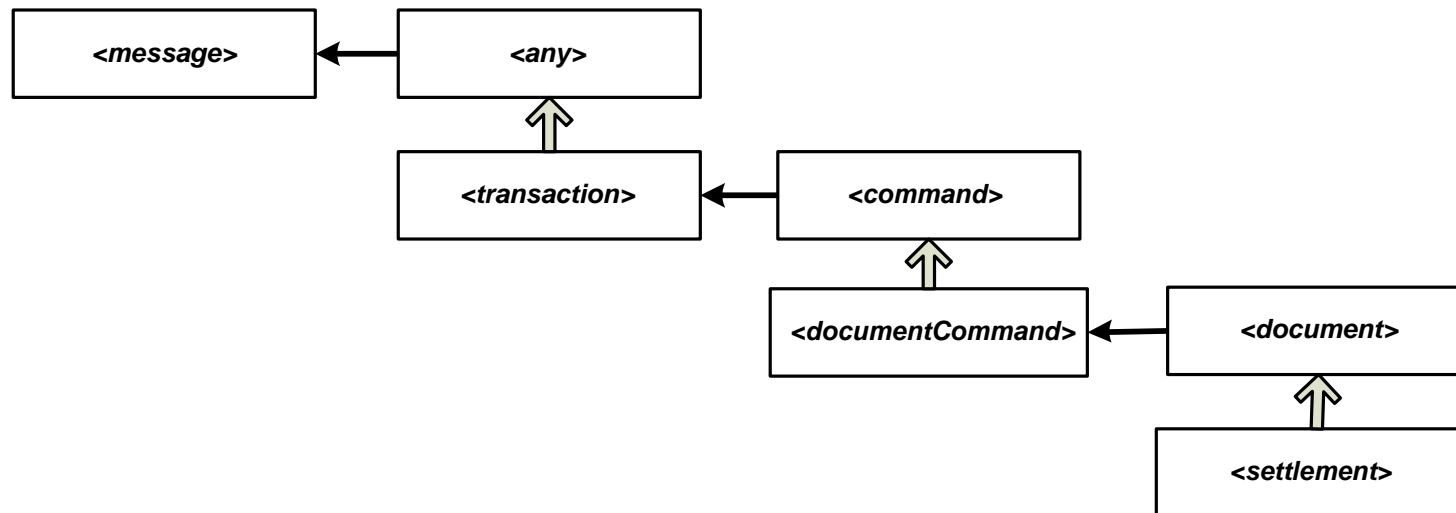 <message>
<any>
<transaction>
<command>
<documentCommand>
<document>
<settlement>